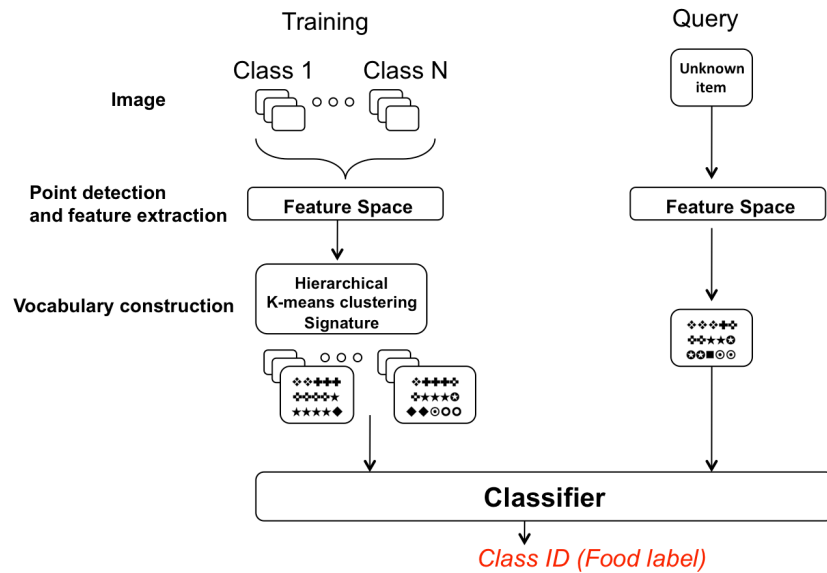 Training
Query
Class 1
Class N
Unknown
item
Image
Point detection
and feature extraction
Feature Space
Feature Space
Hierarchical
K-means clustering
Signature
Vocabulary construction
Classifier
Class ID (Food label)